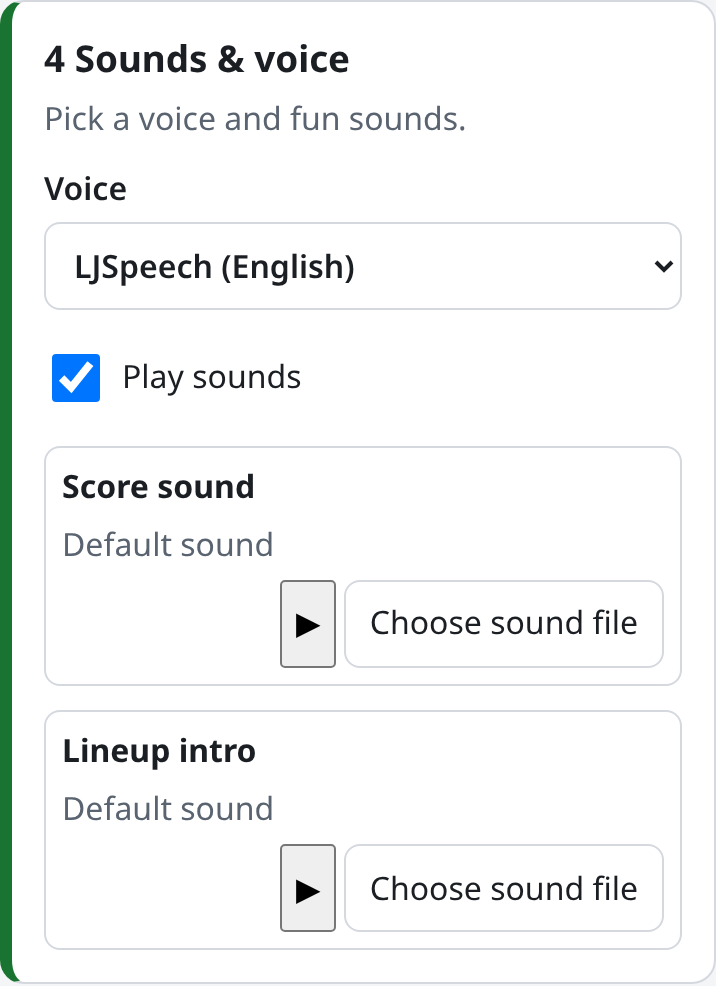 4 Sounds & voice
Pick a voice and fun sounds.
Voice
LJSpeech (English)
Play sounds
Score sound
Default sound
▶ Choose sound file
Lineup intro
Default sound
▶ Choose sound file